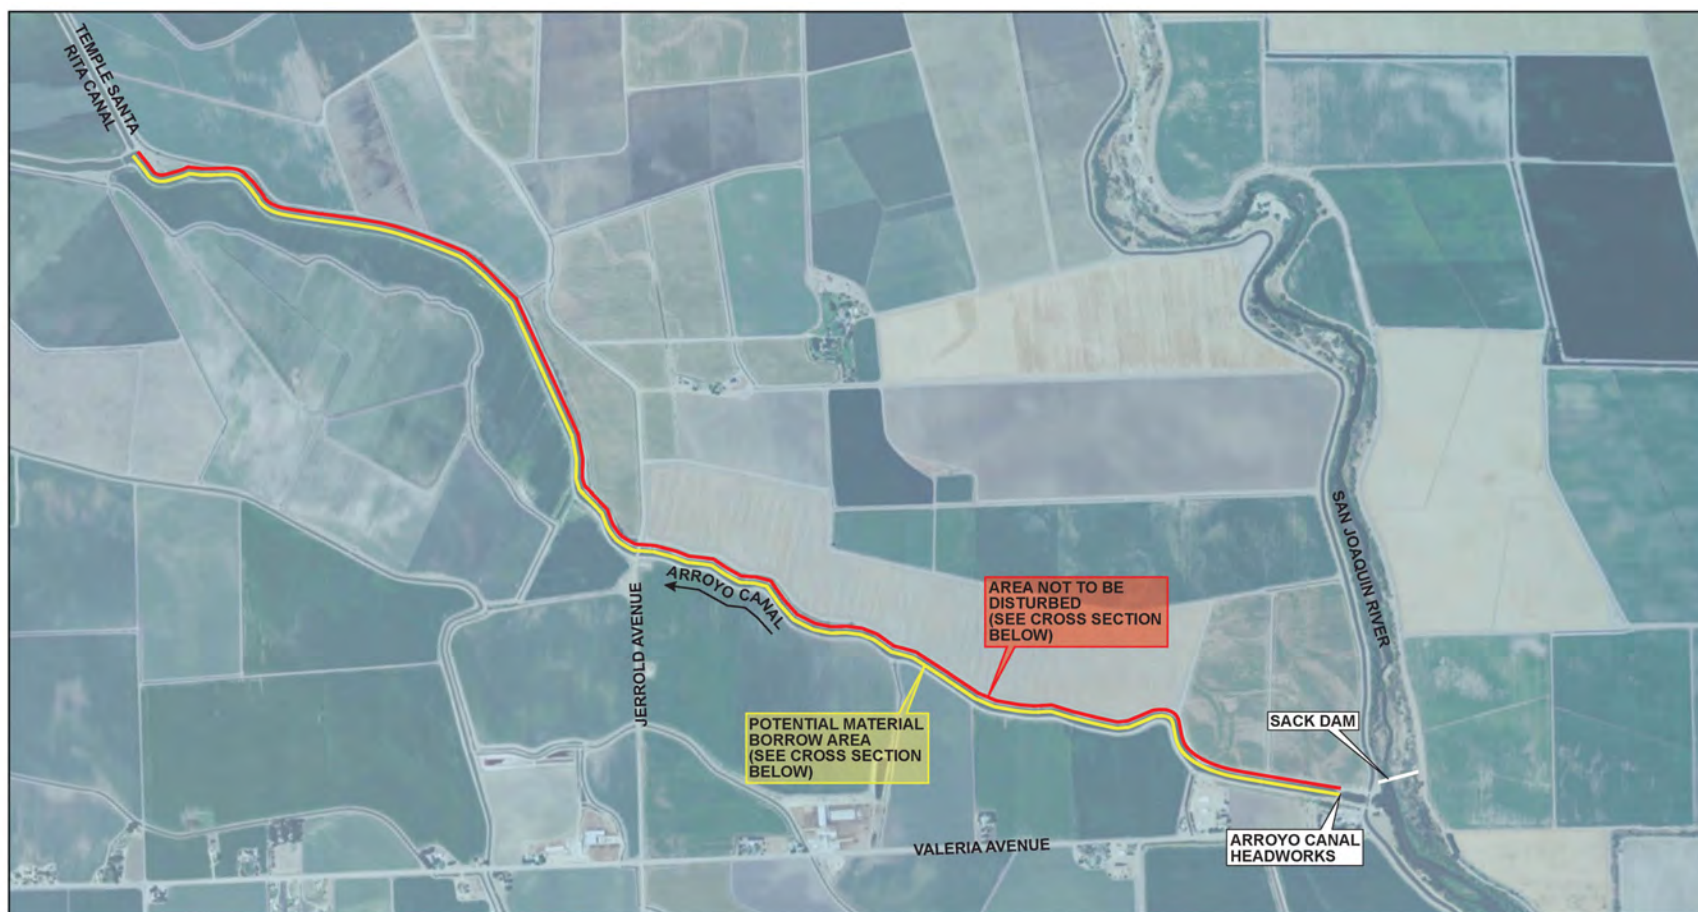 TEMPLE SANTA
RITA CANAL
SAN JOAQUIN RIVER
ARROYO CANAL
JERROLD AVENUE
AREA NOT TO BE
DISTURBED
(SEE CROSS SECTION
BELOW)
POTENTIAL MATERIAL
BORROW AREA
(SEE CROSS SECTION
BELOW)
SACK DAM
ARROYO CANAL
HEADWORKS
VALERIA AVENUE